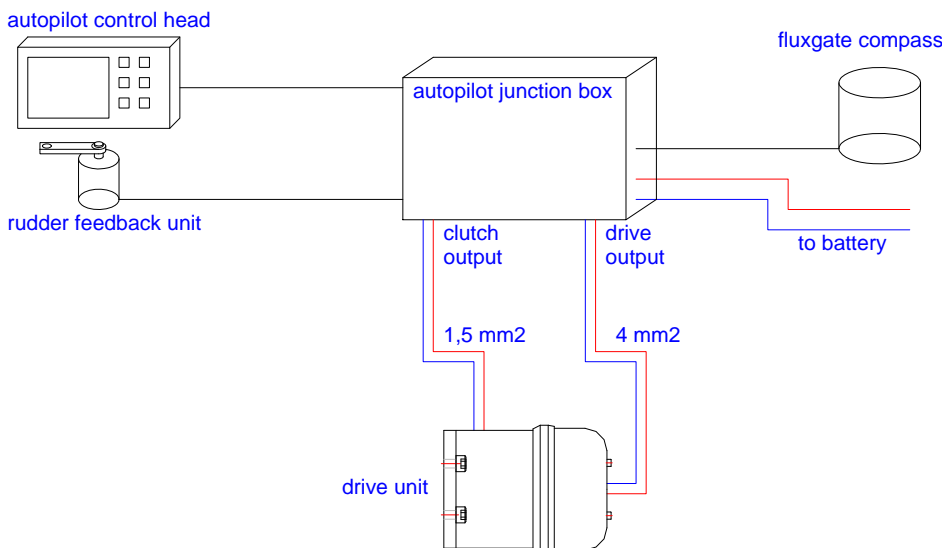 autopilot control head
fluxgate compass
autopilot junction box
rudder feedback unit
clutch
output
drive
output
to battery
1,5 mm2
4 mm2
drive unit